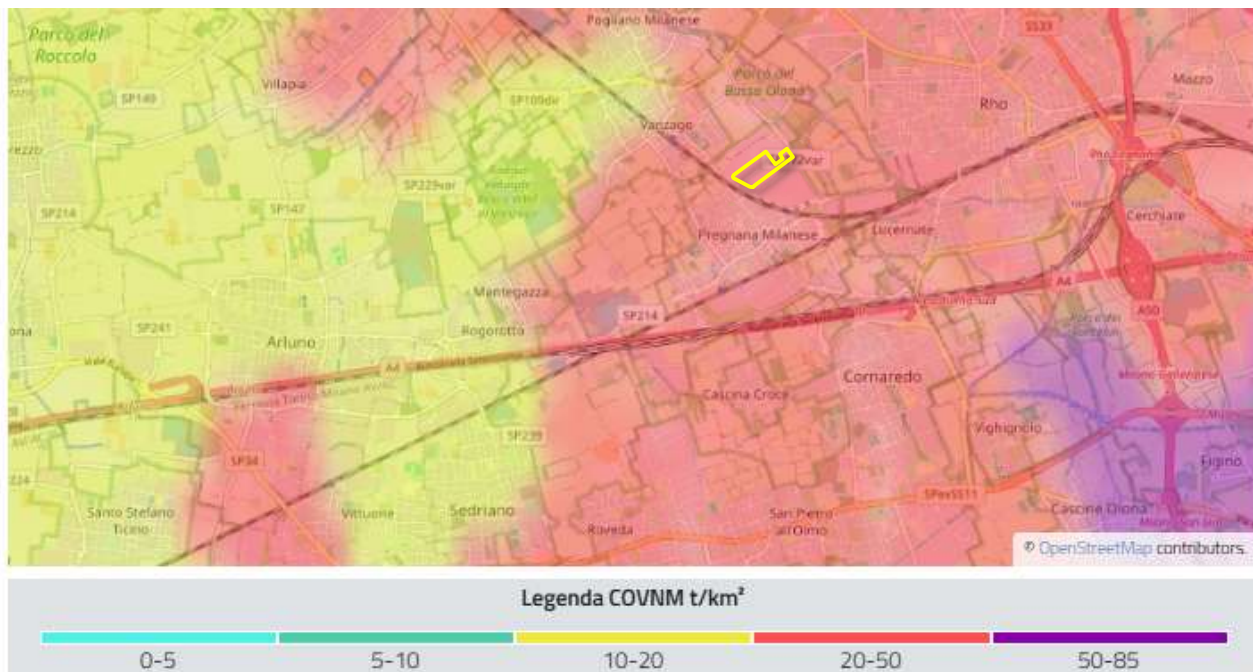 Parco del
Roccolo
Pogliano Milanese
SS33
Villapia
Parco del
Basso Olona
Mazzo
SP149
SP109dir
Rho
Vanzago
2var
SP229var
SP214
SP147
Cerchiate
Pregnana Milanese
Lucernate
Mantegazza
A4
SP214
A50
SP241
Rogorotto
Arluno
A4
Cornaredo
Cascina Croce
SP239
Vighignolo
SP34
Figino
SPexSS11
Santo Stefano
Ticino
Vittuone
Sedriano
Roveda
San Pietro
all'Olmo
© OpenStreetMap contributors.
Legenda COVNM t/km²
0-5
5-10
10-20
20-50
50-85